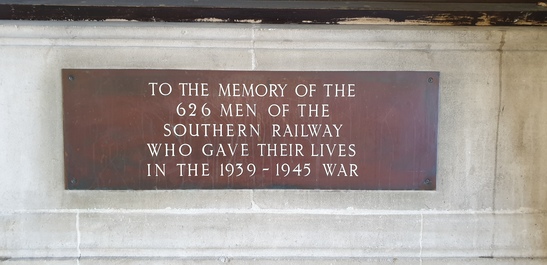 TO THE MEMORY OF THE
626 MEN OF THE
SOUTHERN RAILWAY
WHO GAVE THEIR LIVES
IN THE 1939 - 1945 WAR